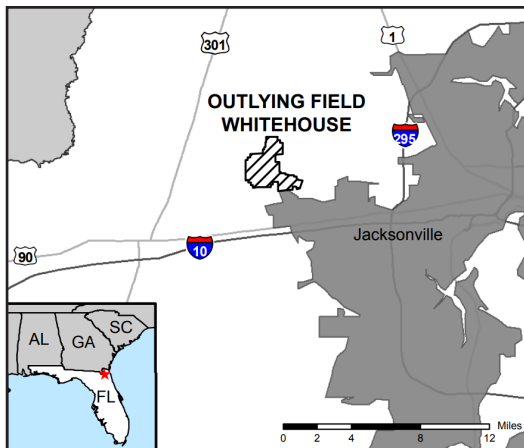 301
1
OUTLYING FIELD
WHITEHOUSE
295
Jacksonville
90
10
AL
GA
SC
FL
Miles
0 2 4 8 12